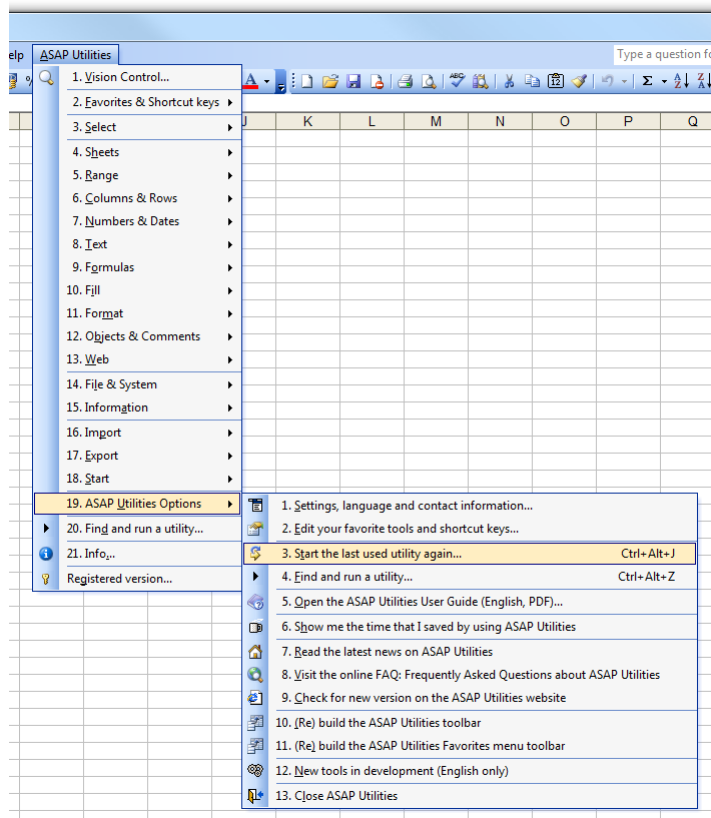 elp ASAP Utilities Type a question fo
1. Vision Control...
2. Favorites & Shortcut keys
3. Select
J K L M N O P Q
4. Sheets
5. Range
6. Columns & Rows
7. Numbers & Dates
8. Text
9. Formulas
10. Fill
11. Format
12. Objects & Comments
13. Web
14. File & System
15. Information
16. Import
17. Export
18. Start
19. ASAP Utilities Options
20. Find and run a utility...
21. Info...
Registered version...
1. Settings, language and contact information...
2. Edit your favorite tools and shortcut keys...
3. Start the last used utility again... Ctrl+Alt+J
4. Find and run a utility... Ctrl+Alt+Z
5. Open the ASAP Utilities User Guide (English, PDF)...
6. Show me the time that I saved by using ASAP Utilities
7. Read the latest news on ASAP Utilities
8. Visit the online FAQ: Frequently Asked Questions about ASAP Utilities
9. Check for new version on the ASAP Utilities website
10. (Re) build the ASAP Utilities toolbar
11. (Re) build the ASAP Utilities Favorites menu toolbar
12. New tools in development (English only)
13. Close ASAP Utilities